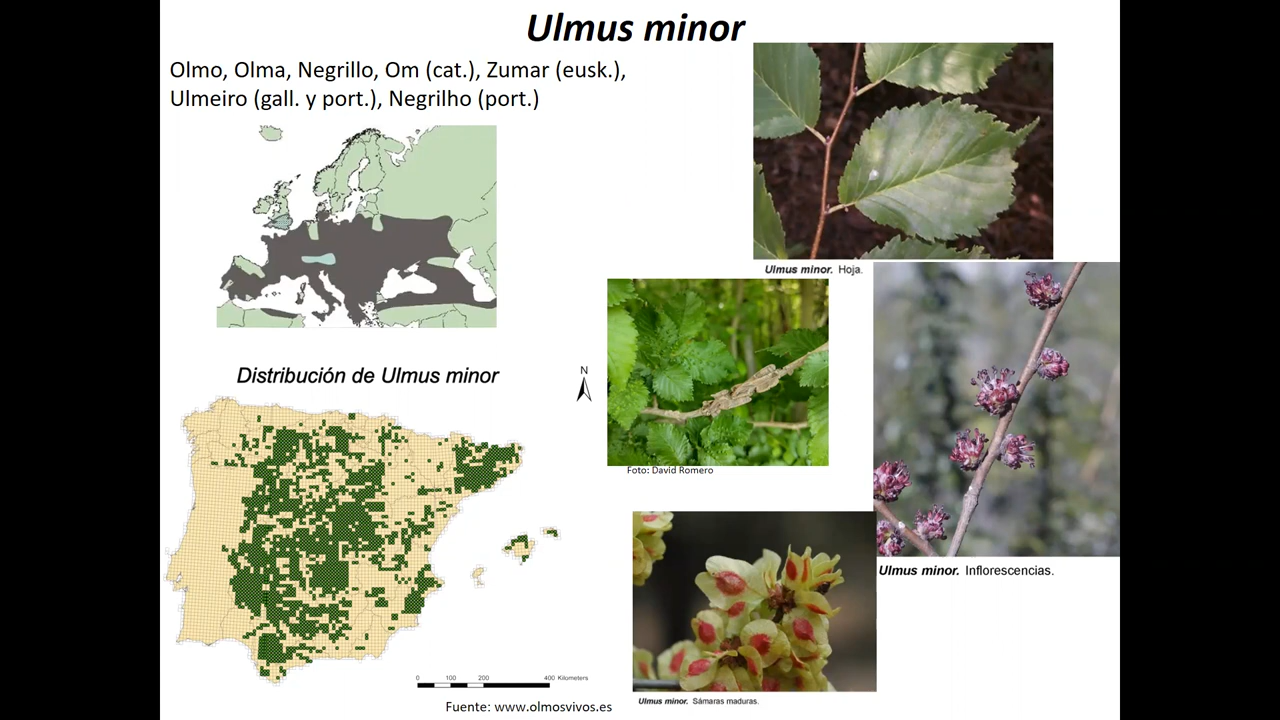 Ulmus minor
Olmo, Olma, Negrillo, Om (cat.), Zumar (eusk.),
Ulmeiro (gall. y port.), Negrilho (port.)
Ulmus minor. Hoja.
Distribución de Ulmus minor
N
Foto: David Romero
Ulmus minor. Inflorescencias.
0 100 200 400 Kilometers
Ulmus minor. Sámaras maduras.
Fuente: www.olmosvivos.es